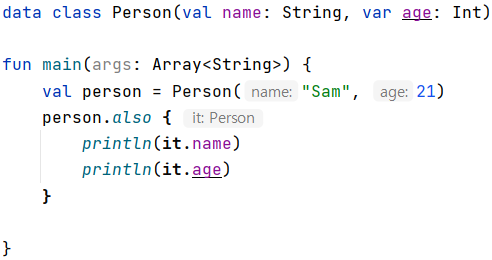 data class Person(val name: String, var age: Int)
fun main(args: Array<String>) {
val person = Person( name: "Sam", age: 21)
person.also { it: Person
println(it.name)
println(it.age)
}
}